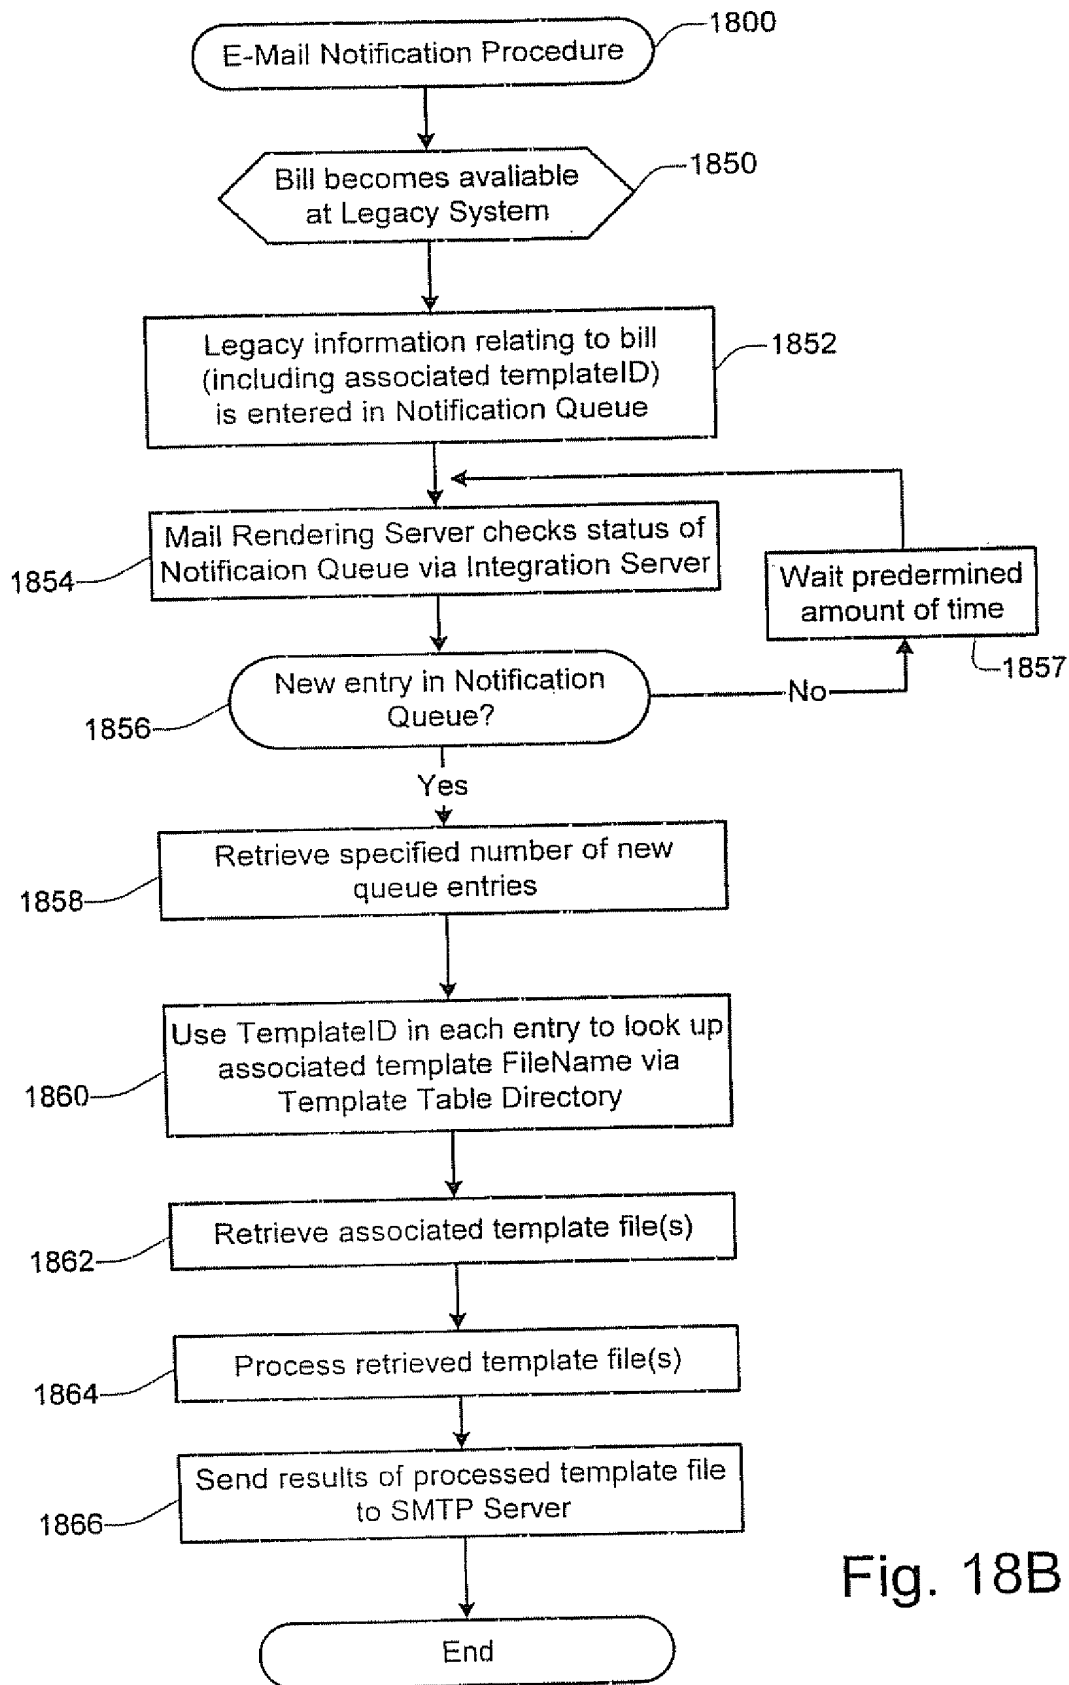 E-Mail Notification Procedure
1800
Bill becomes avaliable
at Legacy System
1850
Legacy information relating to bill
(including associated templateID)
is entered in Notification Queue
1852
Mail Rendering Server checks status of
Notificaion Queue via Integration Server
1854
Wait predermined
amount of time
1857
New entry in Notification
Queue?
1856
No
Yes
Retrieve specified number of new
queue entries
1858
Use TemplateID in each entry to look up
associated template FileName via
Template Table Directory
1860
Retrieve associated template file(s)
1862
Process retrieved template file(s)
1864
Send results of processed template file
to SMTP Server
1866
End
Fig. 18B